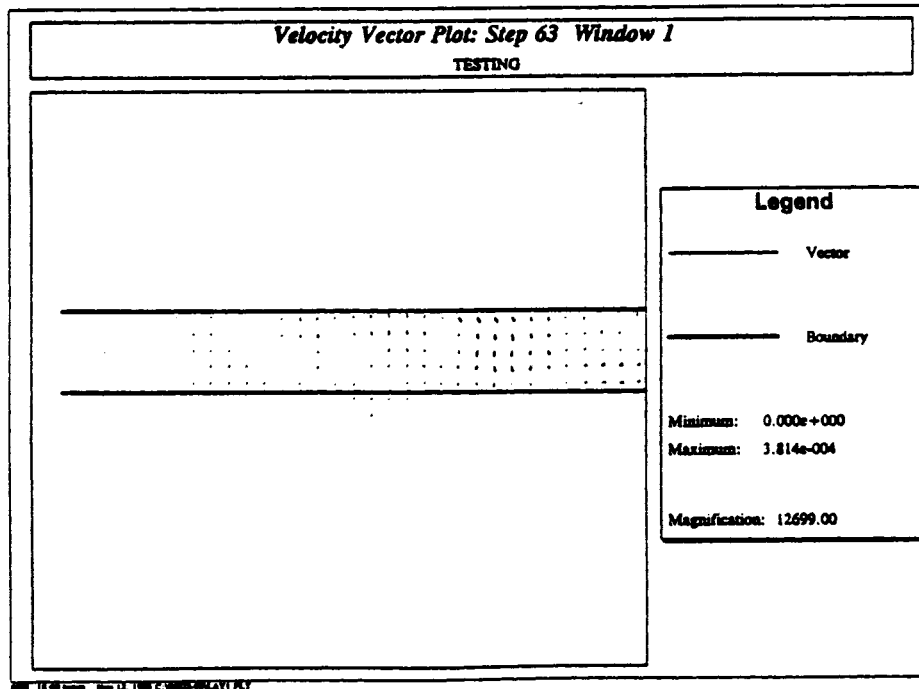 Velocity Vector Plot: Step 63 Window 1
TESTING
Legend
Vector
Boundary
Minimum: 0.000e+000
Maximum: 3.814e-004
Magnification: 12699.00